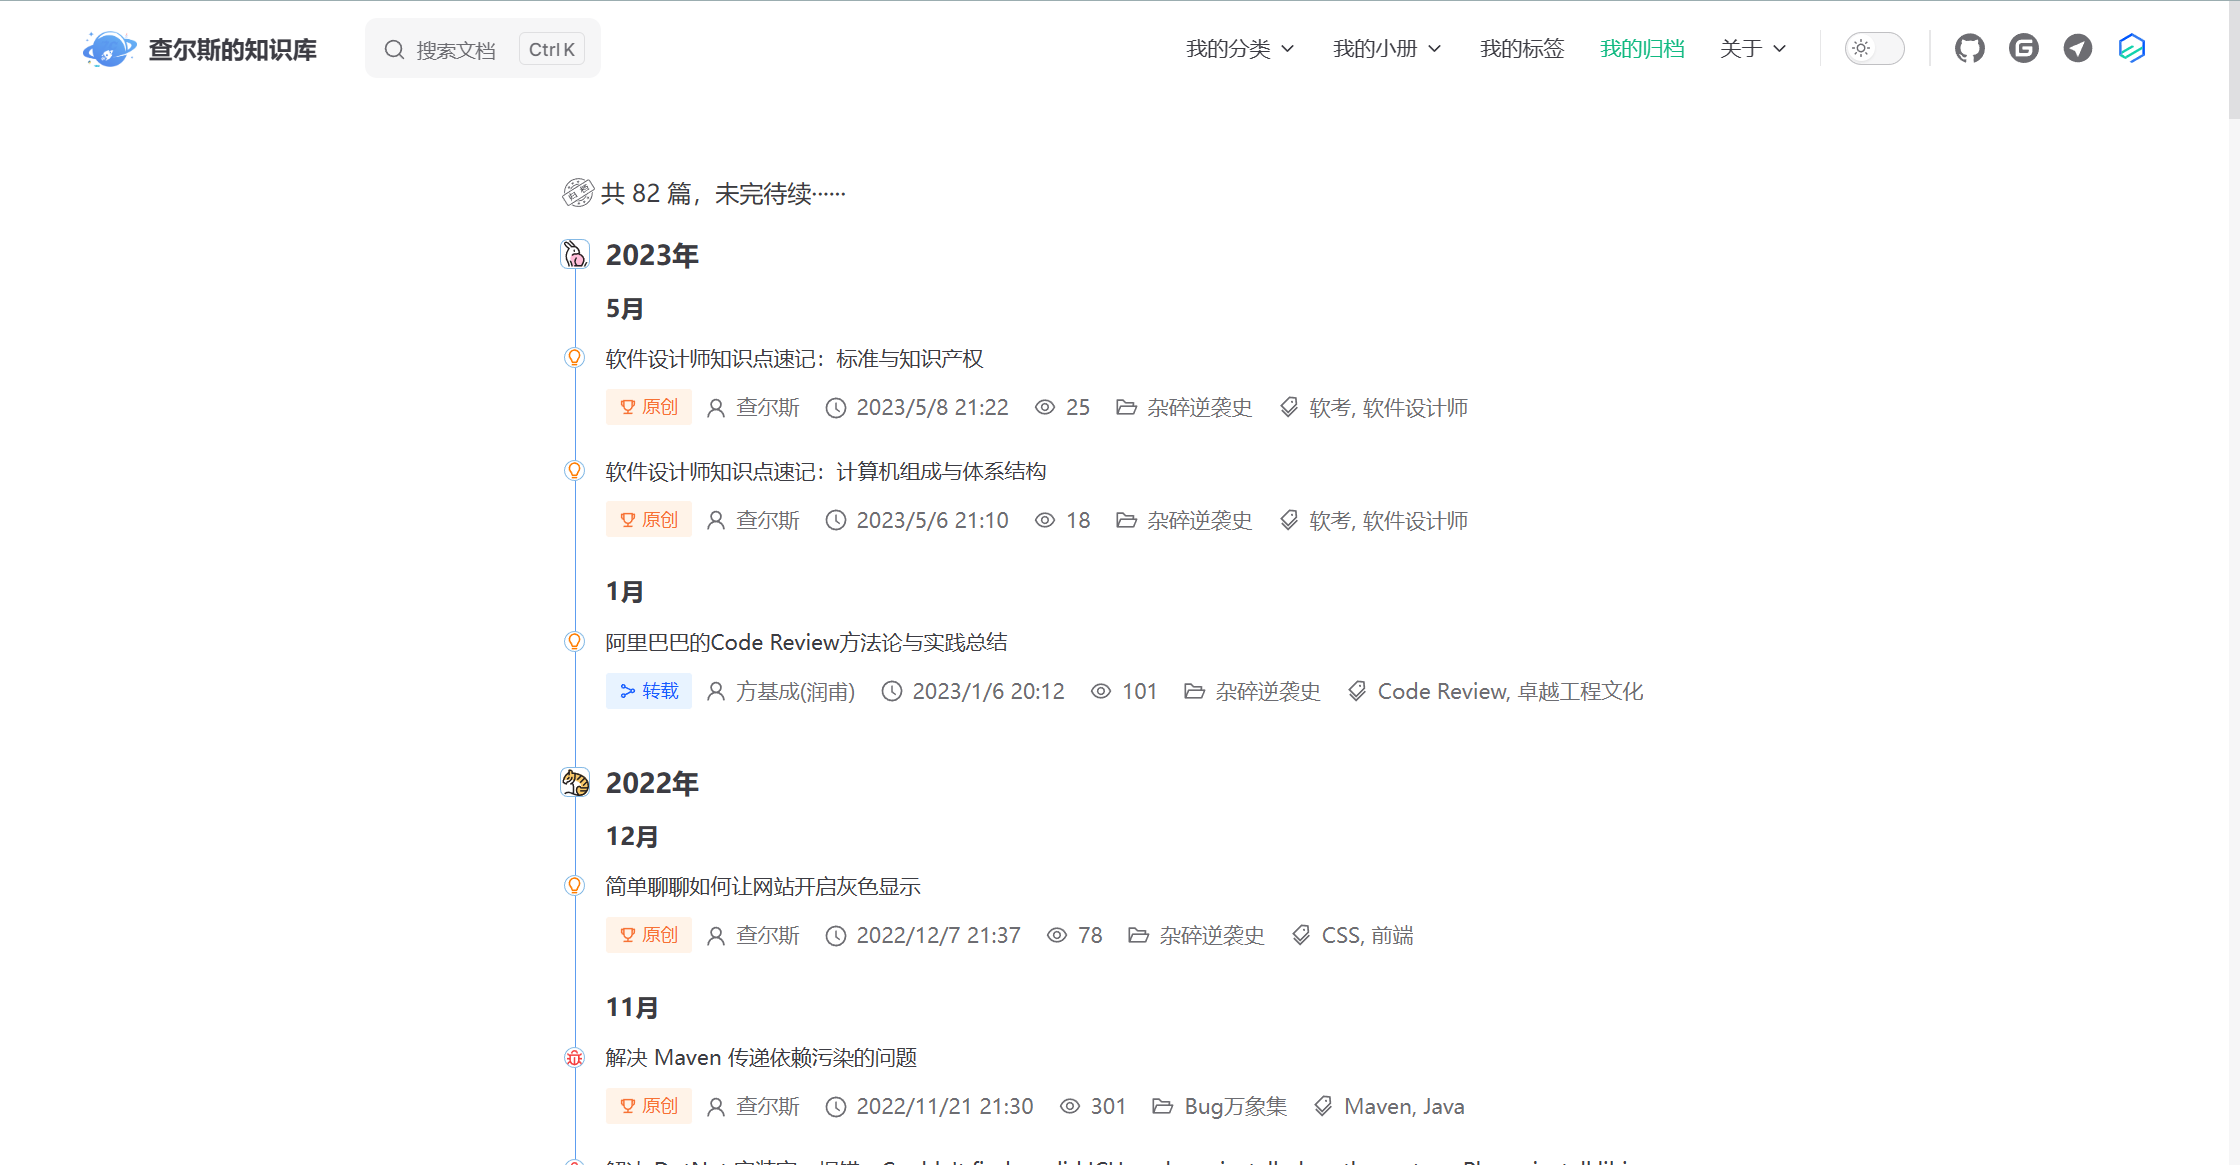 查尔斯的知识库
搜索文档 Ctrl K
我的分类 我的小册 我的标签 我的归档 关于
共 82 篇，未完待续······
2023年
5月
软件设计师知识点速记：标准与知识产权
原创 查尔斯 2023/5/8 21:22 25 杂碎逆袭史 软考, 软件设计师
软件设计师知识点速记：计算机组成与体系结构
原创 查尔斯 2023/5/6 21:10 18 杂碎逆袭史 软考, 软件设计师
1月
阿里巴巴的Code Review方法论与实践总结
转载 方基成(润甫) 2023/1/6 20:12 101 杂碎逆袭史 Code Review, 卓越工程文化
2022年
12月
简单聊聊如何让网站开启灰色显示
原创 查尔斯 2022/12/7 21:37 78 杂碎逆袭史 CSS, 前端
11月
解决 Maven 传递依赖污染的问题
原创 查尔斯 2022/11/21 21:30 301 Bug万象集 Maven, Java